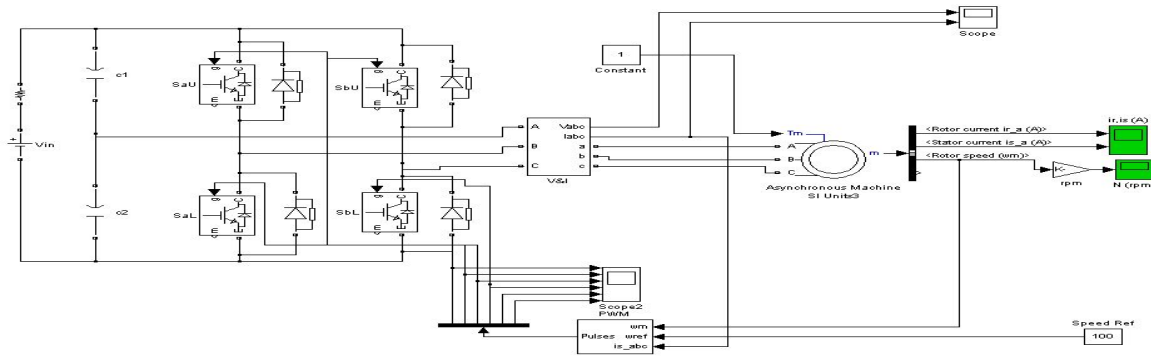 Scope
1
Constant
c1
SaU
SbU
Vin
A
B
C
Vabc
Iabc
a
b
c
V&I
Tm
A
B
C
m
Asynchronous Machine
SI Units3
<Rotor current ir_a (A)>
<Stator current is_a (A)>
<Rotor speed (wm)>
ir,is (A)
K-
rpm
N (rpm
c2
SaL
SbL
Scope2
PWM
Pulses
wm
wref
is_abc
Speed Ref
100